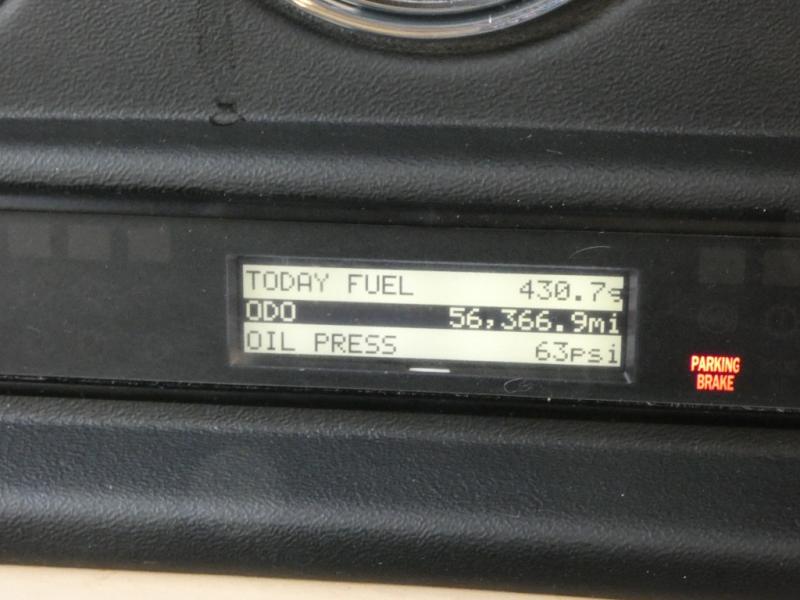 TODAY FUEL 430.7g
ODO 56,366.9mi
OIL PRESS 63psi
PARKING
BRAKE